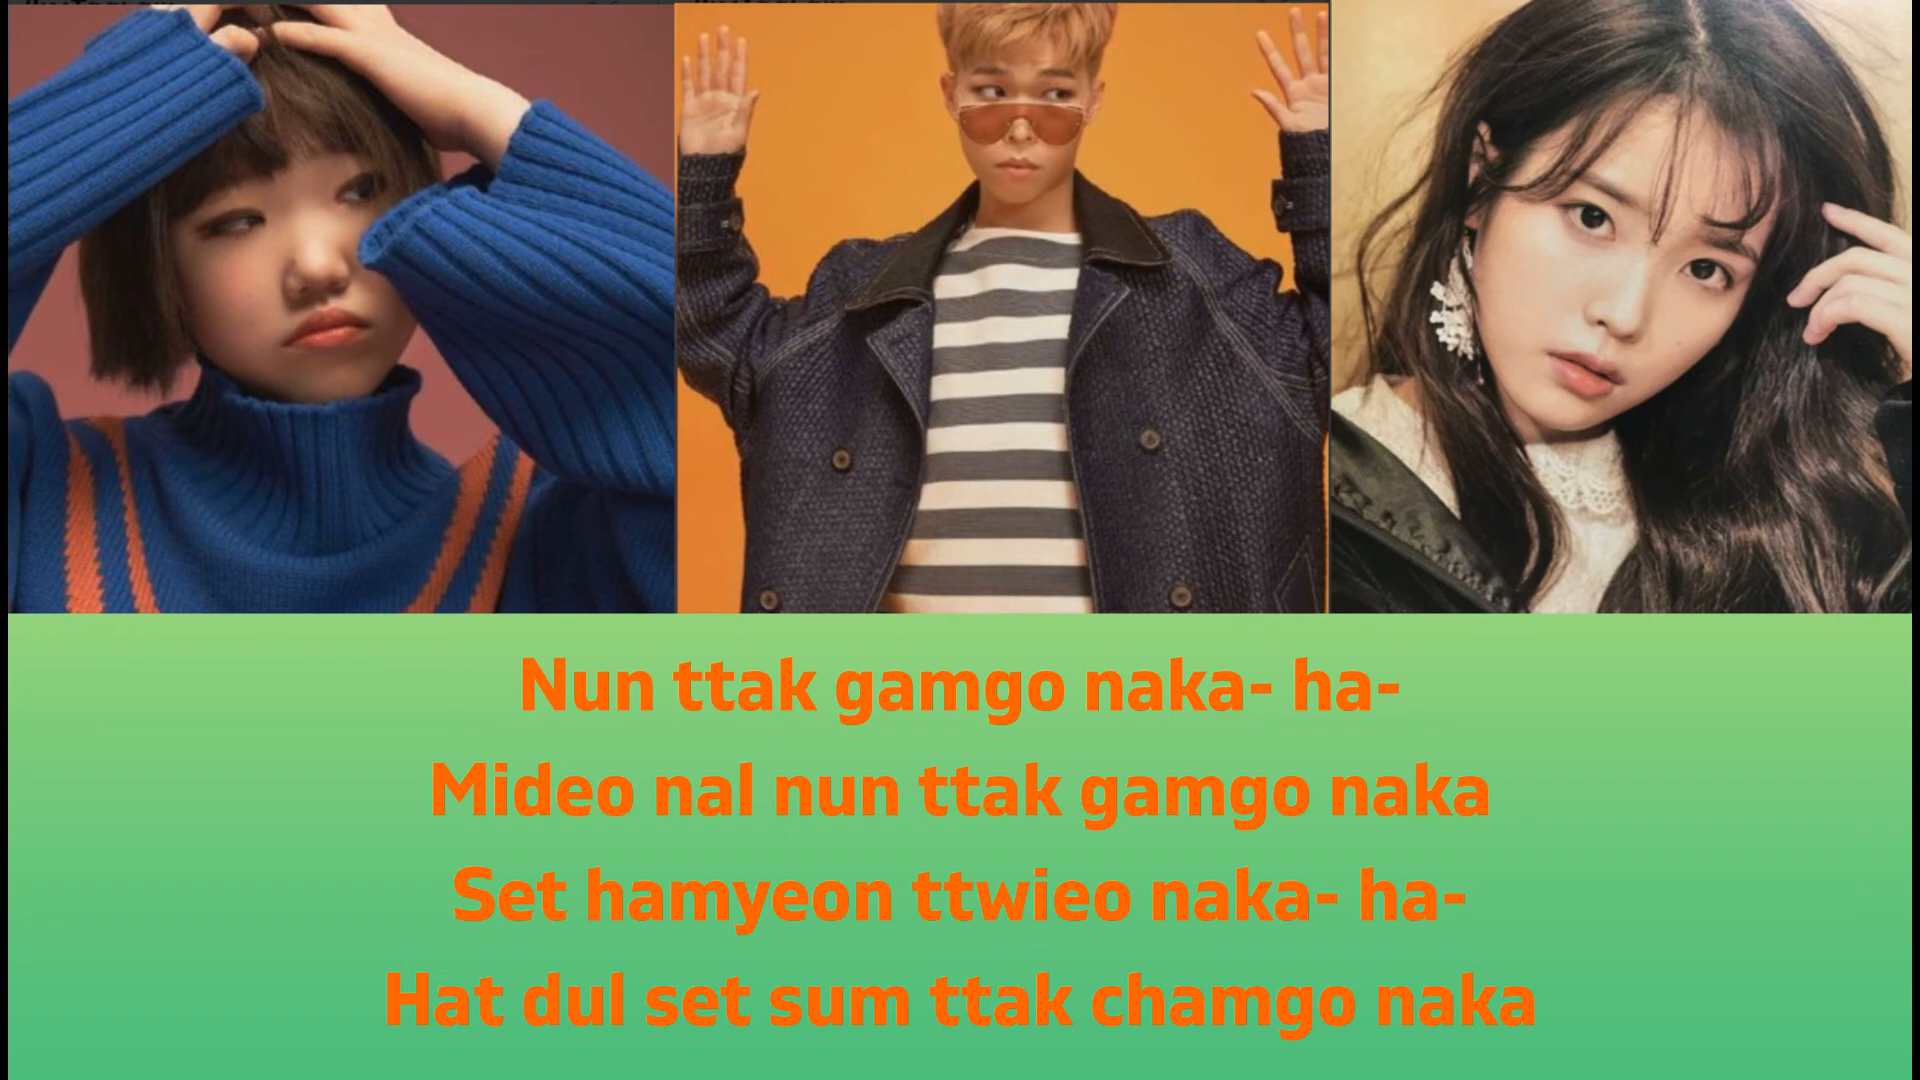 Nun ttak gamgo naka- ha-
Mideo nal nun ttak gamgo naka
Set hamyeon ttwieo naka- ha-
Hat dul set sum ttak chamgo naka